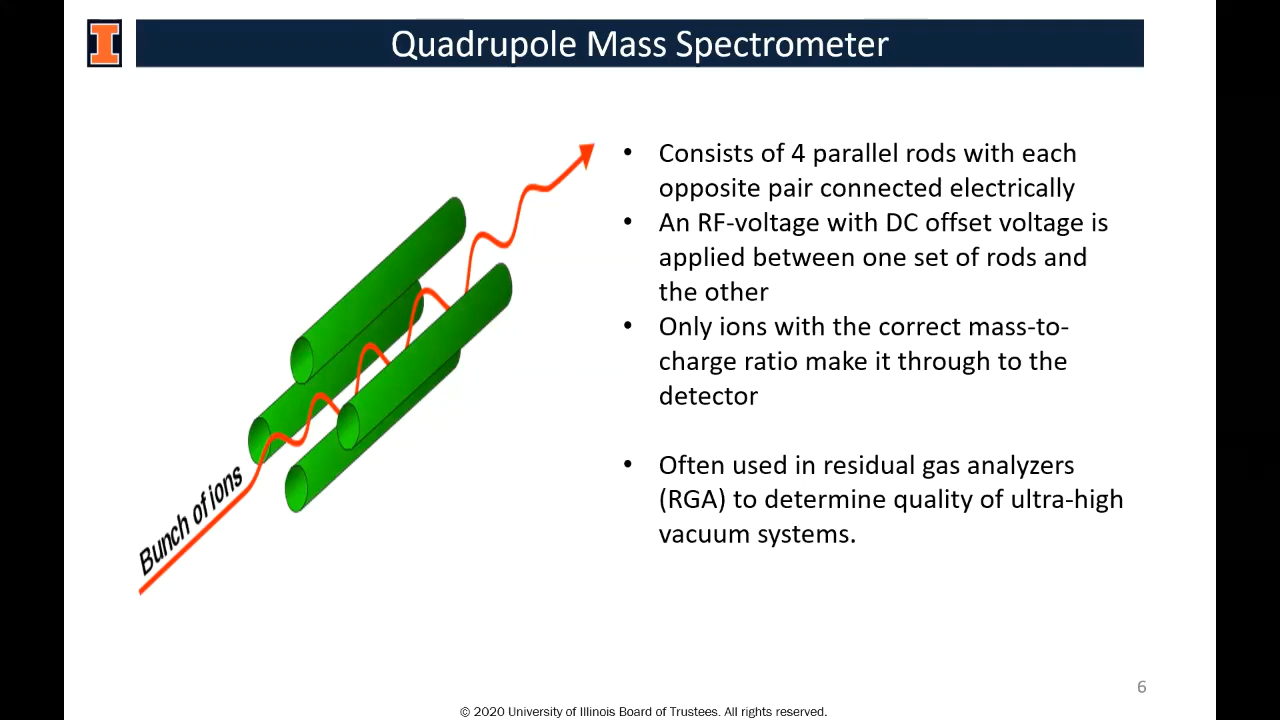 Quadrupole Mass Spectrometer
• Consists of 4 parallel rods with each
opposite pair connected electrically
• An RF-voltage with DC offset voltage is
applied between one set of rods and
the other
• Only ions with the correct mass-to-
charge ratio make it through to the
detector
• Often used in residual gas analyzers
(RGA) to determine quality of ultra-high
vacuum systems.
Bunch of ions
6
© 2020 University of Illinois Board of Trustees. All rights reserved.